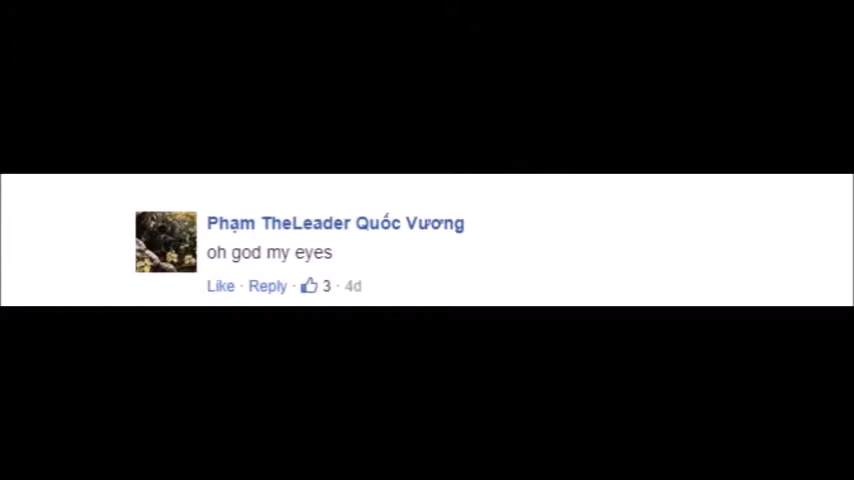 Phạm TheLeader Quốc Vương
oh god my eyes
Like · Reply · 3 · 4d